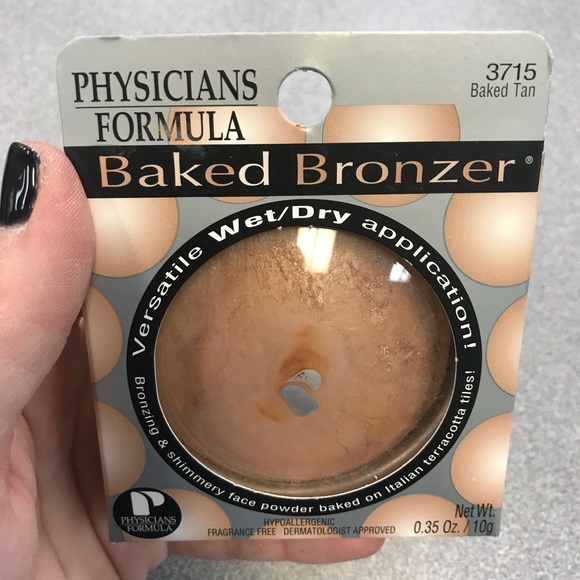 3715
Baked Tan
PHYSICIANS
FORMULA
Baked Bronzer®
Versatile Wet/Dry application!
Bronzing & shimmery face powder baked on Italian terracotta tiles!
P
PHYSICIANS
FORMULA
HYPOALLERGENIC
FRAGRANCE FREE DERMATOLOGIST APPROVED
Net Wt.
0.35 Oz. / 10g